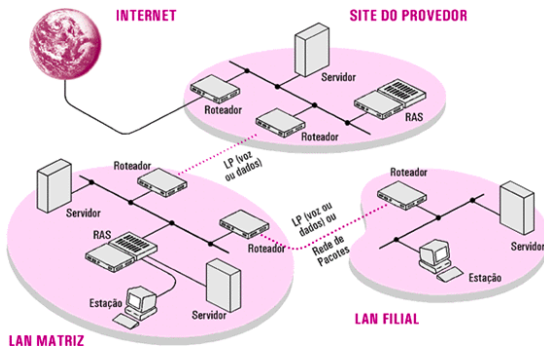 INTERNET
SITE DO PROVEDOR
Servidor
Roteador
RAS
Roteador
LP (voz
ou dados)
Roteador
Servidor
RAS
Roteador
Estação
Servidor
LAN MATRIZ
LP (voz ou
dados) ou
Rede de
Pacotes
Roteador
Servidor
Estação
LAN FILIAL